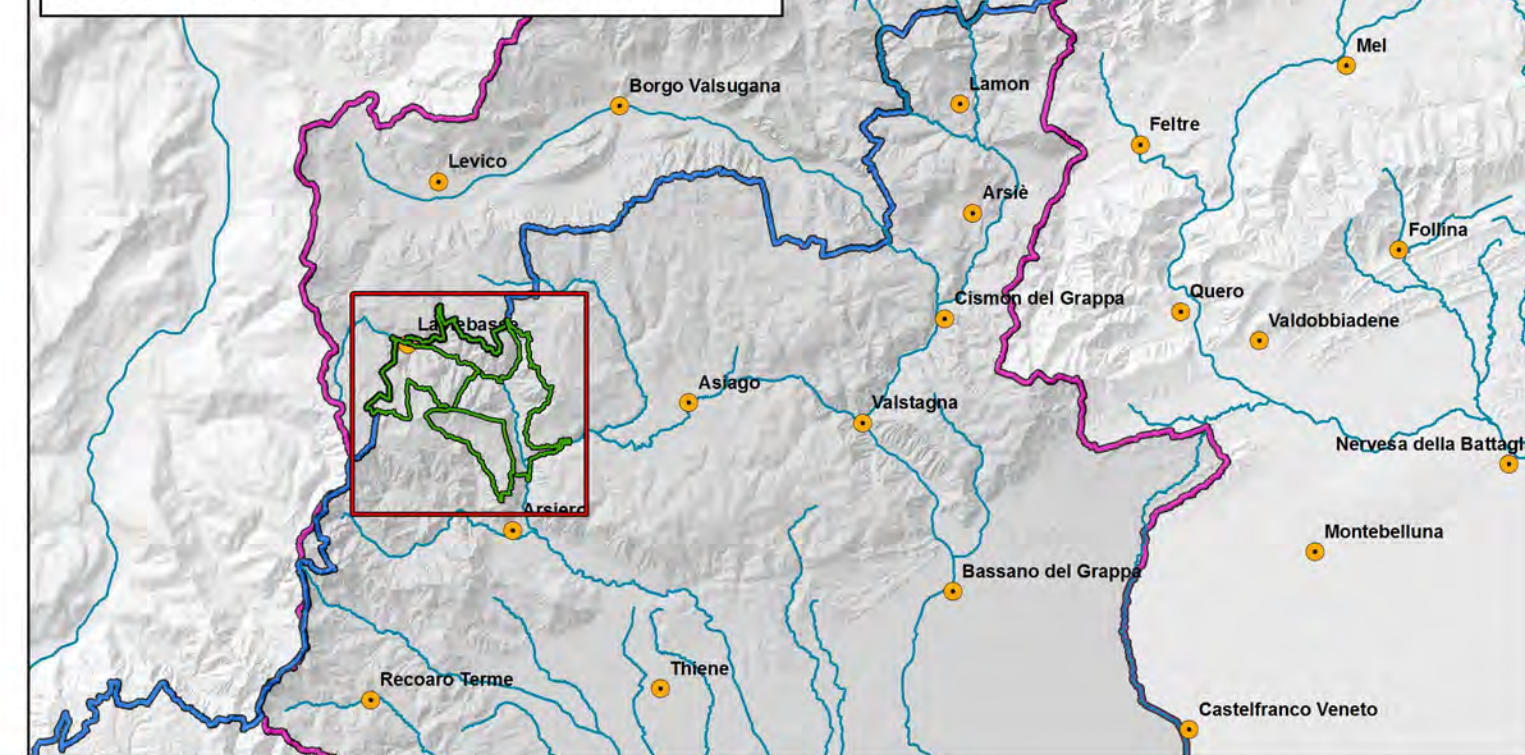 Mel
Borgo Valsugana
Lamon
Feltre
Levico
Arsiè
Follina
Cismon del Grappa
Quero
Valdobbiadene
Asiago
Valstagna
Nervesa della Battagl
Arsiero
Montebelluna
Bassano del Grappa
Thiene
Recoaro Terme
Castelfranco Veneto